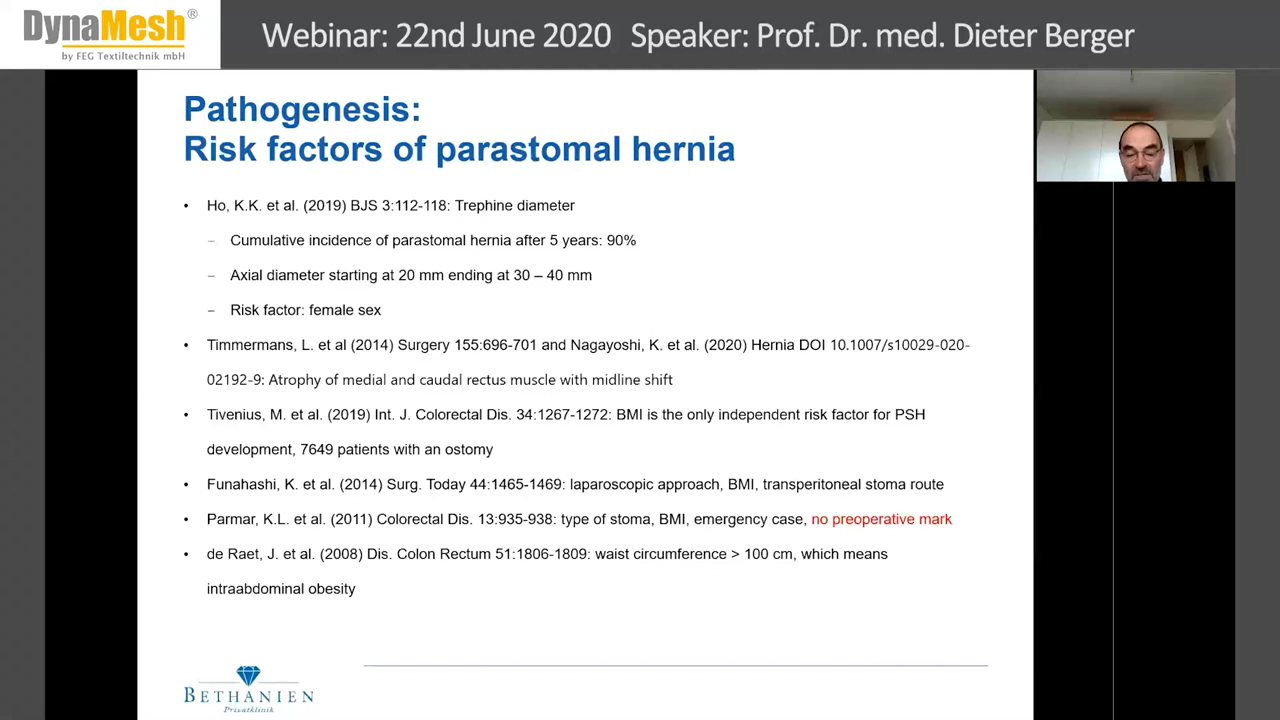 DynaMesh®
by FEG Textiltechnik mbH
Webinar: 22nd June 2020 Speaker: Prof. Dr. med. Dieter Berger
Pathogenesis:
Risk factors of parastomal hernia
• Ho, K.K. et al. (2019) BJS 3:112-118: Trephine diameter
– Cumulative incidence of parastomal hernia after 5 years: 90%
– Axial diameter starting at 20 mm ending at 30 – 40 mm
– Risk factor: female sex
• Timmermans, L. et al (2014) Surgery 155:696-701 and Nagayoshi, K. et al. (2020) Hernia DOI 10.1007/s10029-020-
02192-9: Atrophy of medial and caudal rectus muscle with midline shift
• Tivenius, M. et al. (2019) Int. J. Colorectal Dis. 34:1267-1272: BMI is the only independent risk factor for PSH
development, 7649 patients with an ostomy
• Funahashi, K. et al. (2014) Surg. Today 44:1465-1469: laparoscopic approach, BMI, transperitoneal stoma route
• Parmar, K.L. et al. (2011) Colorectal Dis. 13:935-938: type of stoma, BMI, emergency case, no preoperative mark
• de Raet, J. et al. (2008) Dis. Colon Rectum 51:1806-1809: waist circumference > 100 cm, which means
intraabdominal obesity
BETHANIEN
Privatklinik